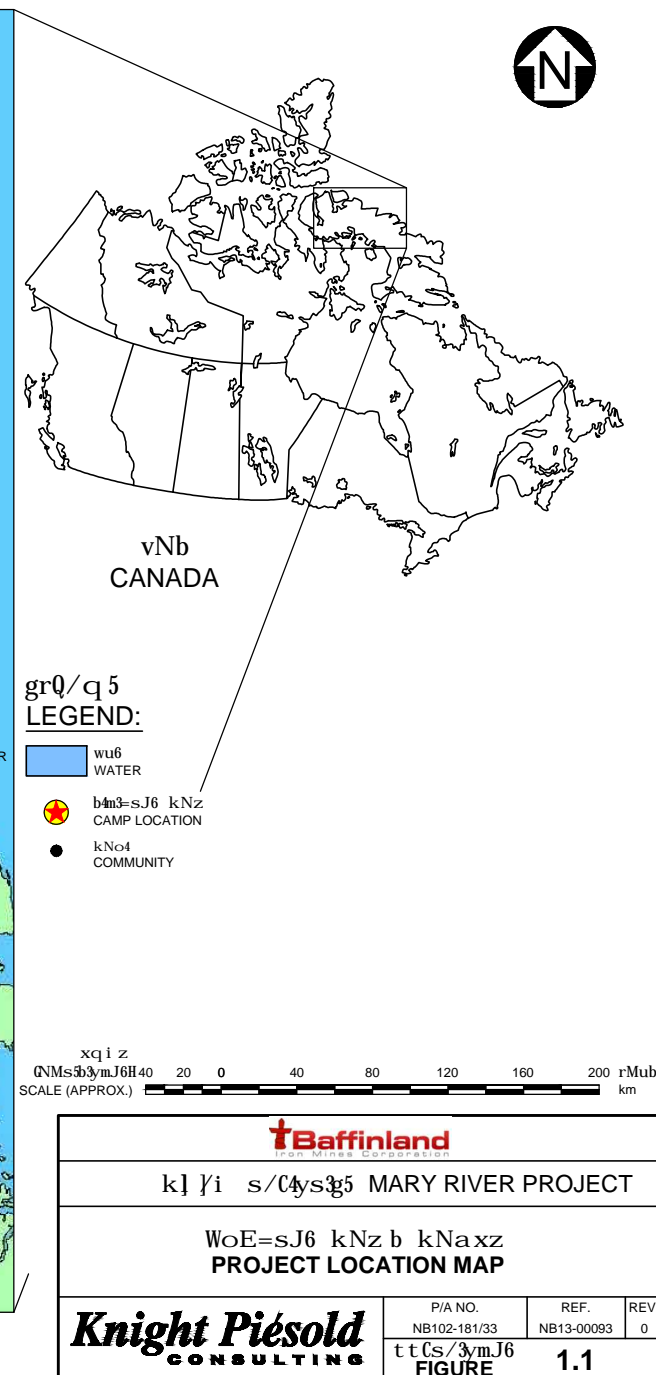 N
vNb
CANADA
grQ/q5
LEGEND:
R
wu6
WATER
b4m3=sJ6 kNz
CAMP LOCATION
kNo4
COMMUNITY
xqiz
SCALE (APPROX.) 40 20 0 40 80 120 160 200 rMub
km
Baffinland
Iron Mines Corporation
s/C4ys3g5 MARY RIVER PROJECT
WoE=sJ6 kNz b kNaxz
PROJECT LOCATION MAP
Knight Piésold
CONSULTING
P/A NO. REF. REV
NB102-181/33 NB13-00093 0
ttCs/3ymJ6
FIGURE 1.1